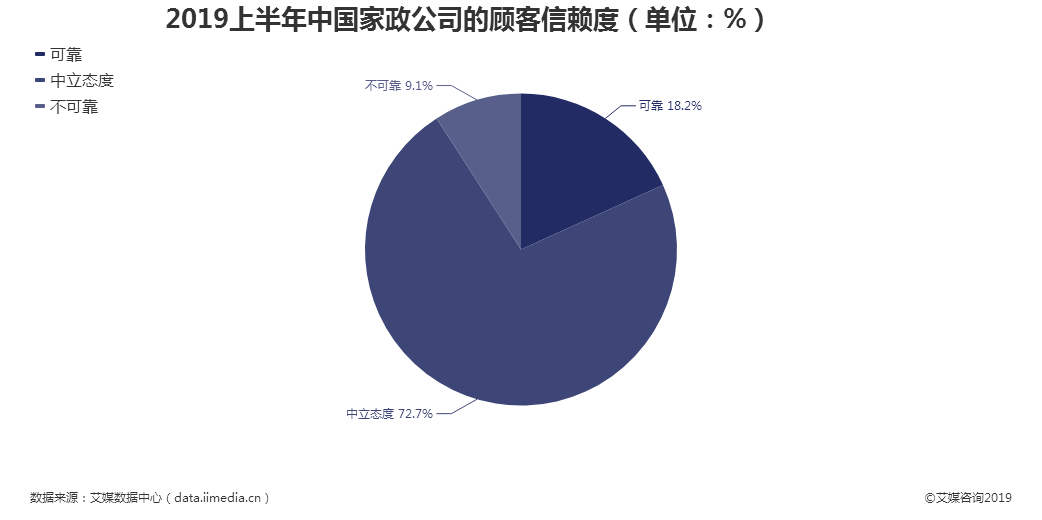 2019上半年中国家政公司的顾客信赖度（单位：%）
可靠
中立态度
不可靠
不可靠 9.1%
可靠 18.2%
中立态度 72.7%
数据来源：艾媒数据中心（data.iimedia.cn）
©艾媒咨询2019